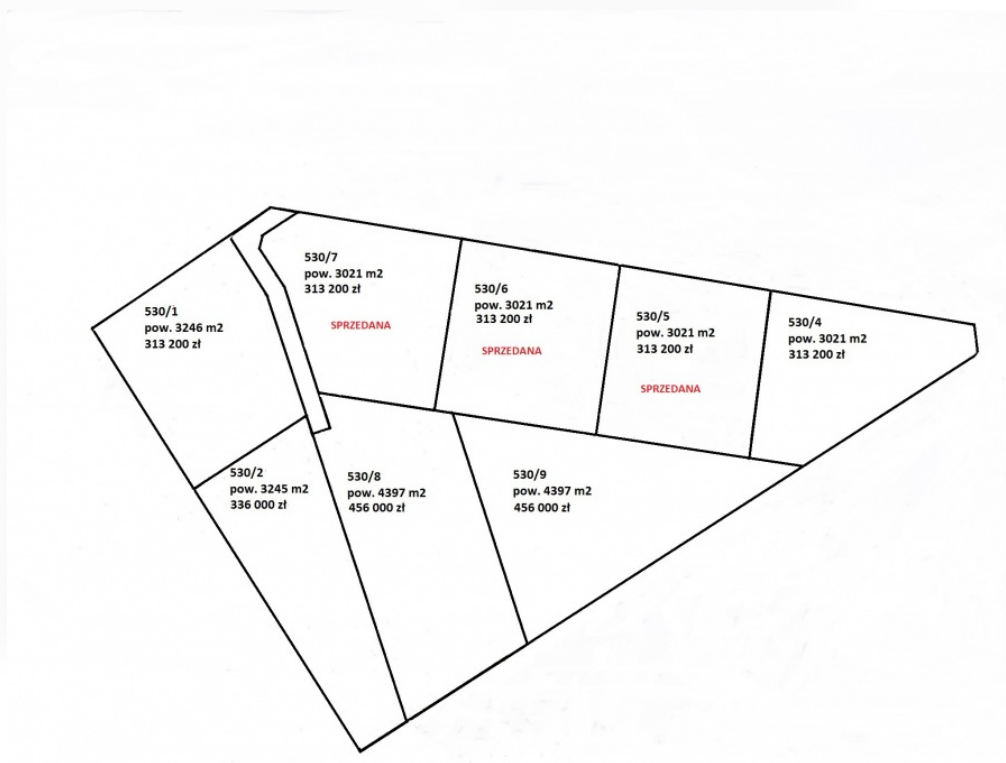 530/7
pow. 3021 m2
313 200 zł
SPRZEDANA
530/6
pow. 3021 m2
313 200 zł
SPRZEDANA
530/5
pow. 3021 m2
313 200 zł
SPRZEDANA
530/4
pow. 3021 m2
313 200 zł
530/1
pow. 3246 m2
313 200 zł
530/2
pow. 3245 m2
336 000 zł
530/8
pow. 4397 m2
456 000 zł
530/9
pow. 4397 m2
456 000 zł